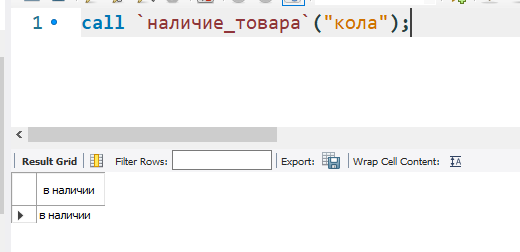 1 call `наличие_товара`("кола");
Result Grid Filter Rows: Export: Wrap Cell Content:
в наличии
в наличии